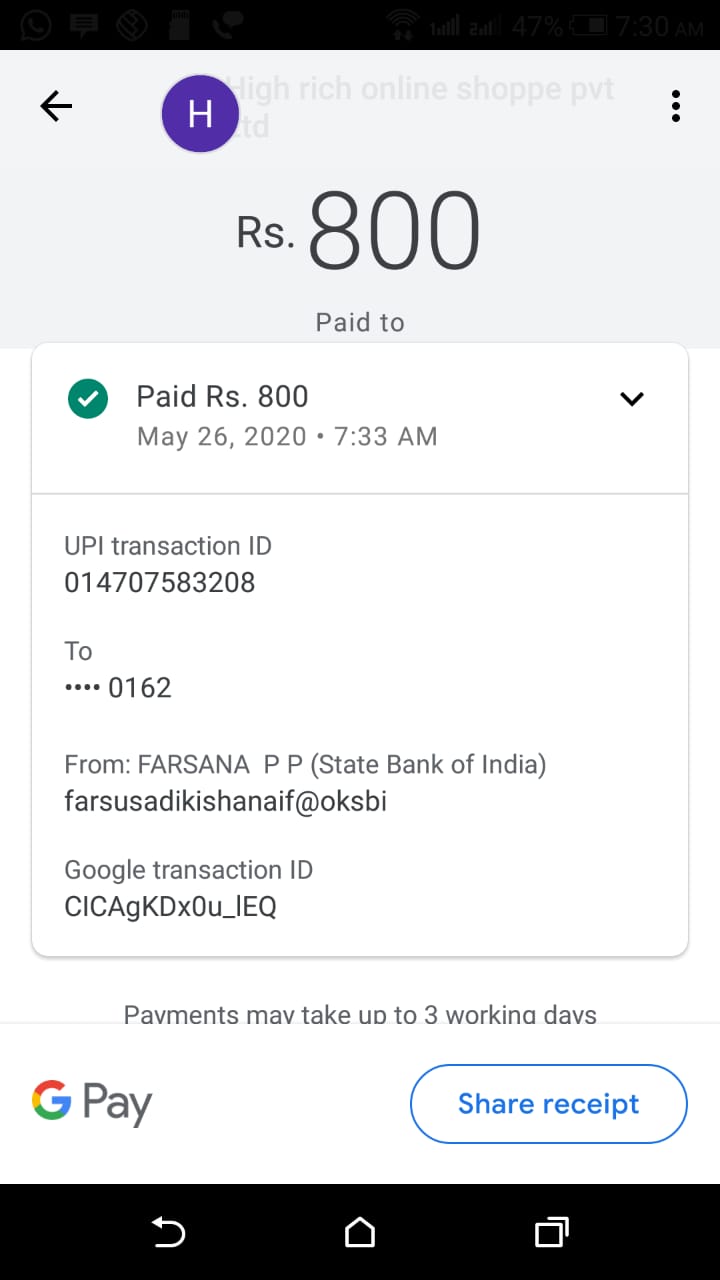 47% 7:30 AM
High rich online shoppe pvt
H
ltd
Rs. 800
Paid to
Paid Rs. 800
May 26, 2020 • 7:33 AM
UPI transaction ID
014707583208
To
•••• 0162
From: FARSANA P P (State Bank of India)
farsusadikishanaif@oksbi
Google transaction ID
CICAgKDx0u_lEQ
Payments may take up to 3 working days
G Pay
Share receipt